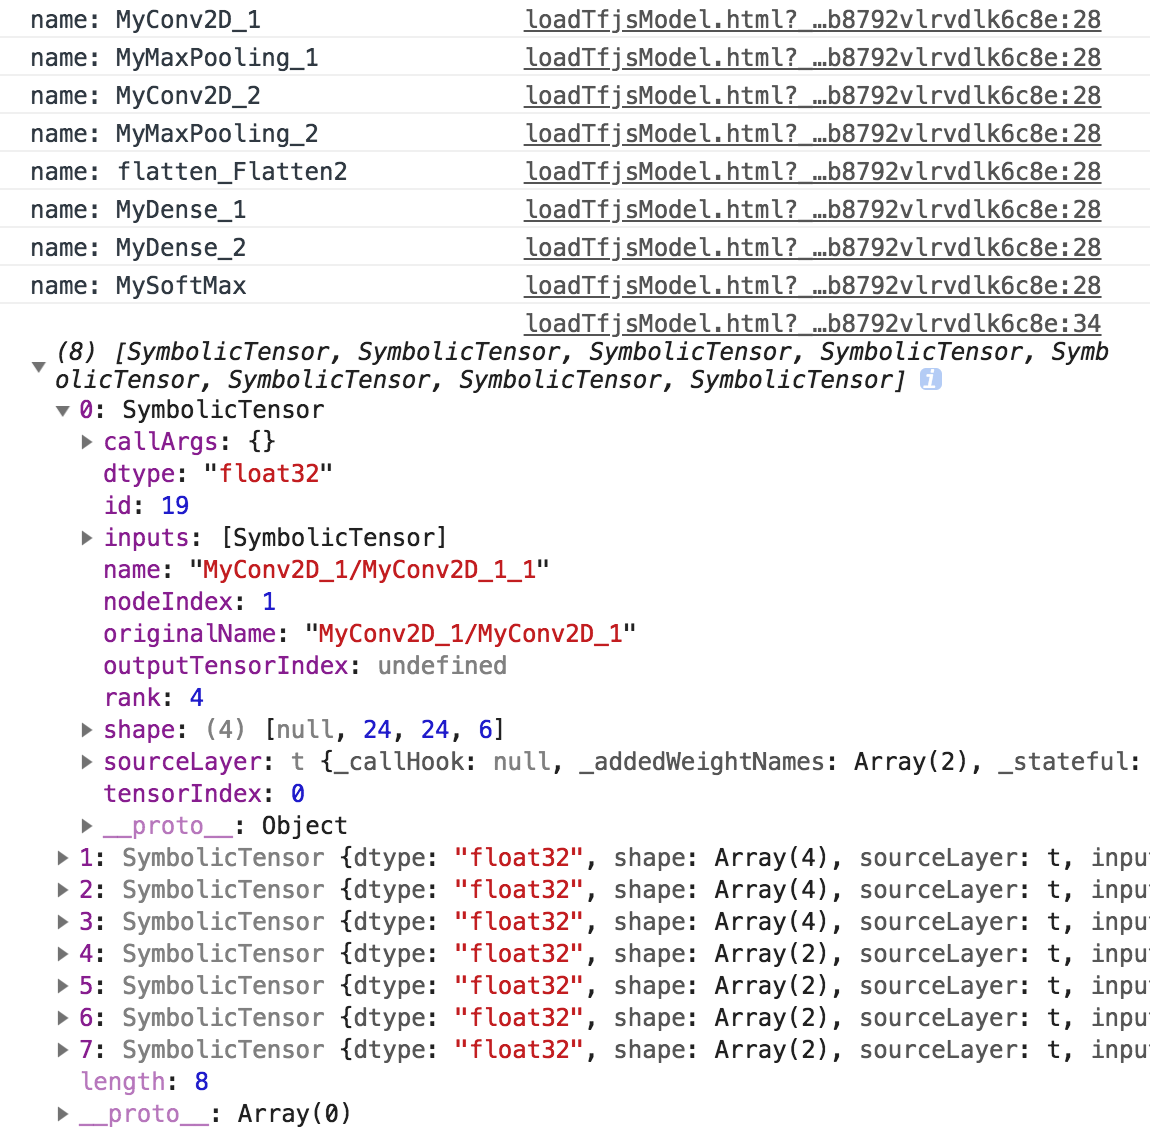 name: MyConv2D_1 loadTfjsModel.html?_…b8792vlrvdlk6c8e:28
name: MyMaxPooling_1 loadTfjsModel.html?_…b8792vlrvdlk6c8e:28
name: MyConv2D_2 loadTfjsModel.html?_…b8792vlrvdlk6c8e:28
name: MyMaxPooling_2 loadTfjsModel.html?_…b8792vlrvdlk6c8e:28
name: flatten_Flatten2 loadTfjsModel.html?_…b8792vlrvdlk6c8e:28
name: MyDense_1 loadTfjsModel.html?_…b8792vlrvdlk6c8e:28
name: MyDense_2 loadTfjsModel.html?_…b8792vlrvdlk6c8e:28
name: MySoftMax loadTfjsModel.html?_…b8792vlrvdlk6c8e:28
loadTfjsModel.html?_…b8792vlrvdlk6c8e:34
(8) [SymbolicTensor, SymbolicTensor, SymbolicTensor, SymbolicTensor, Symb
olicTensor, SymbolicTensor, SymbolicTensor, SymbolicTensor] i
0: SymbolicTensor
callArgs: {}
dtype: "float32"
id: 19
inputs: [SymbolicTensor]
name: "MyConv2D_1/MyConv2D_1_1"
nodeIndex: 1
originalName: "MyConv2D_1/MyConv2D_1"
outputTensorIndex: undefined
rank: 4
shape: (4) [null, 24, 24, 6]
sourceLayer: t {_callHook: null, _addedWeightNames: Array(2), _stateful:
tensorIndex: 0
__proto__: Object
1: SymbolicTensor {dtype: "float32", shape: Array(4), sourceLayer: t, inpu
2: SymbolicTensor {dtype: "float32", shape: Array(4), sourceLayer: t, inpu
3: SymbolicTensor {dtype: "float32", shape: Array(4), sourceLayer: t, inpu
4: SymbolicTensor {dtype: "float32", shape: Array(2), sourceLayer: t, inpu
5: SymbolicTensor {dtype: "float32", shape: Array(2), sourceLayer: t, inpu
6: SymbolicTensor {dtype: "float32", shape: Array(2), sourceLayer: t, inpu
7: SymbolicTensor {dtype: "float32", shape: Array(2), sourceLayer: t, inpu
length: 8
__proto__: Array(0)